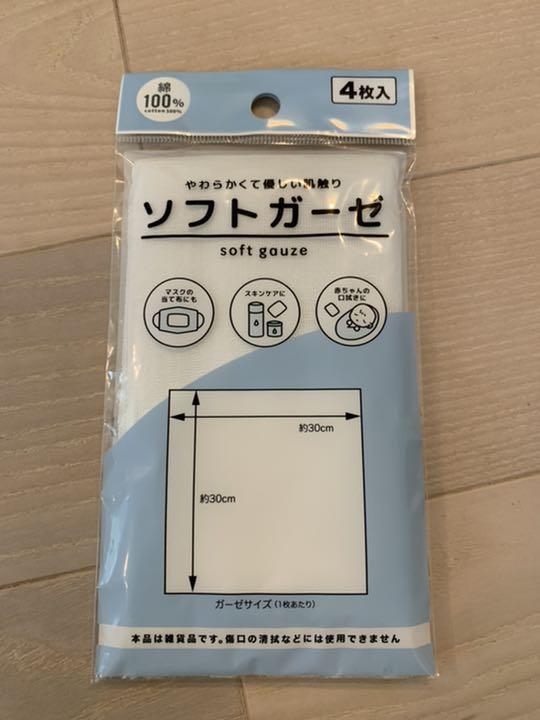 綿
100%
cotton100%
4枚入
やわらかくて優しい肌触り
ソフトガーゼ
soft gauze
マスクの
当て布にも
スキンケアに
赤ちゃんの
口拭きに
約30cm
約30cm
ガーゼサイズ(1枚あたり)
本品は雑貨品です。傷口の清拭などには使用できません